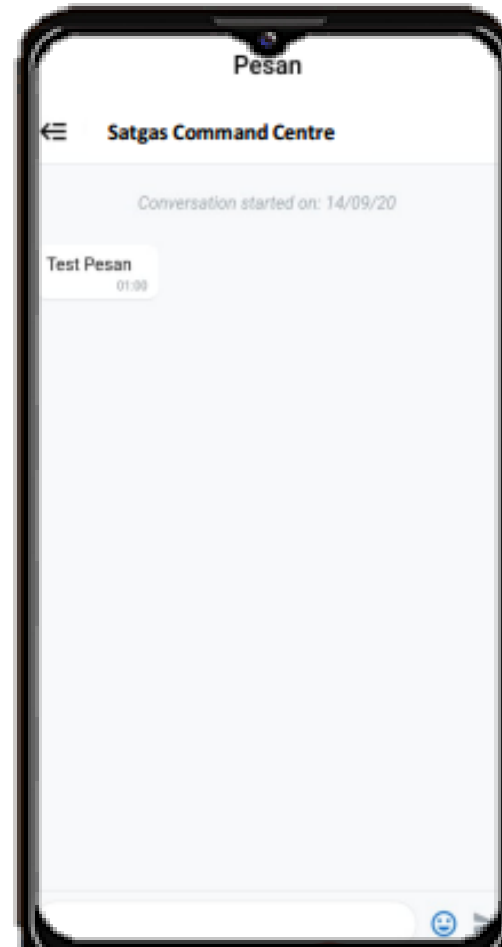 Pesan
Satgas Command Centre
Conversation started on: 14/09/20
Test Pesan
01:00